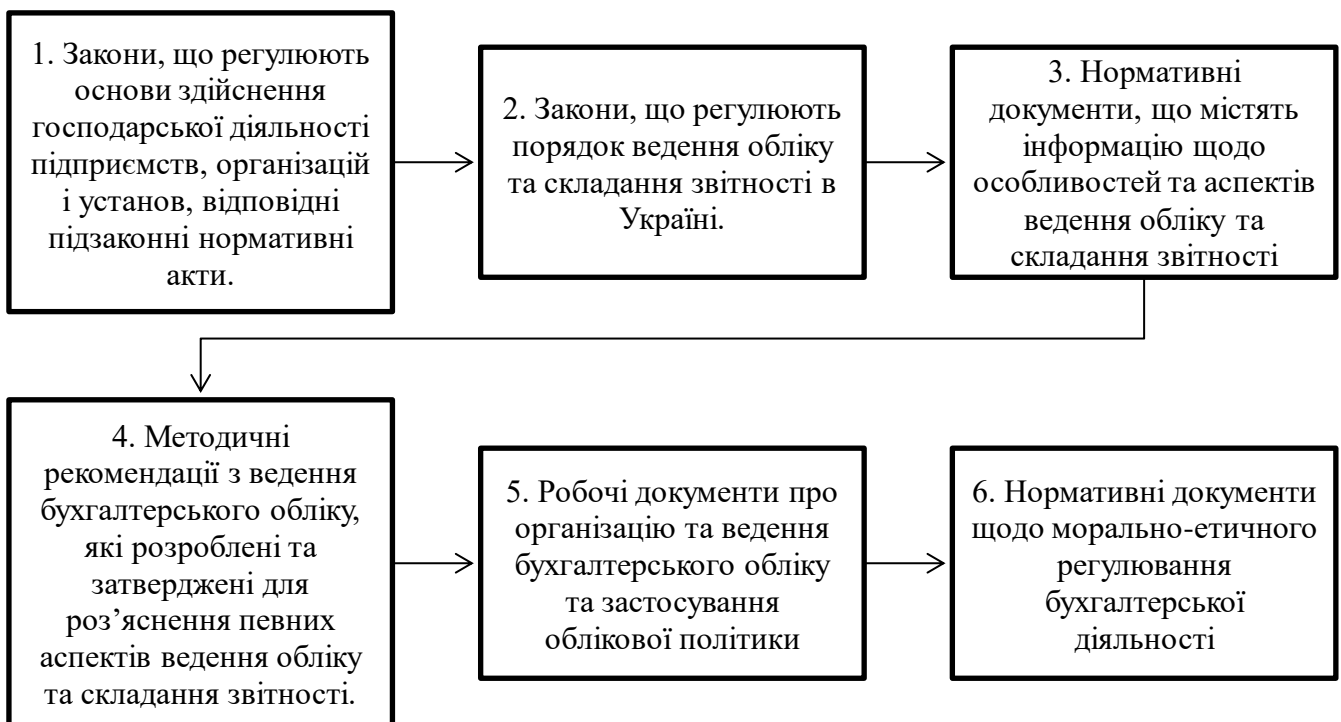 1. Закони, що регулюють
основи здійснення
господарської діяльності
підприємств, організацій
і установ, відповідні
підзаконні нормативні
акти.
2. Закони, що регулюють
порядок ведення обліку
та складання звітності в
Україні.
3. Нормативні
документи, що містять
інформацію щодо
особливостей та аспектів
ведення обліку та
складання звітності
4. Методичні
рекомендації з ведення
бухгалтерського обліку,
які розроблені та
затверджені для
роз’яснення певних
аспектів ведення обліку
та складання звітності.
5. Робочі документи про
організацію та ведення
бухгалтерського обліку
та застосування
облікової політики
6. Нормативні документи
щодо морально-етичного
регулювання
бухгалтерської
діяльності